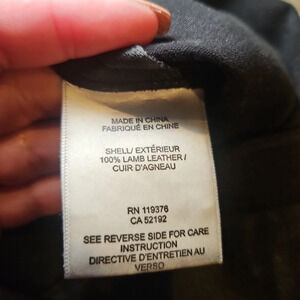 MADE IN CHINA
FABRIQUÉ EN CHINE
SHELL/ EXTÉRIEUR
100% LAMB LEATHER/
CUIR D'AGNEAU
RN 119376
CA 52192
SEE REVERSE SIDE FOR CARE
INSTRUCTION
DIRECTIVE D'ENTRETIEN AU
VERSO